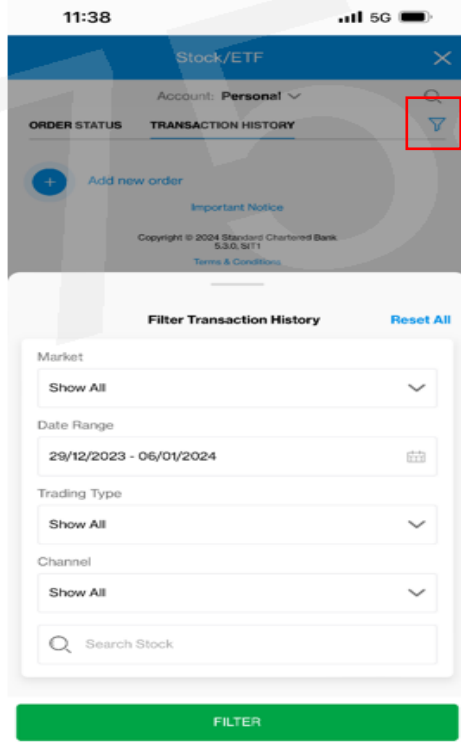 11:38
5G
Stock/ETF
Account: Personal
ORDER STATUS TRANSACTION HISTORY
Add new order
Important Notice
Copyright © 2024 Standard Chartered Bank
5.3.0, SIT1
Terms & Conditions
Filter Transaction History Reset All
Market
Show All
Date Range
29/12/2023 - 06/01/2024
Trading Type
Show All
Channel
Show All
Search Stock
FILTER